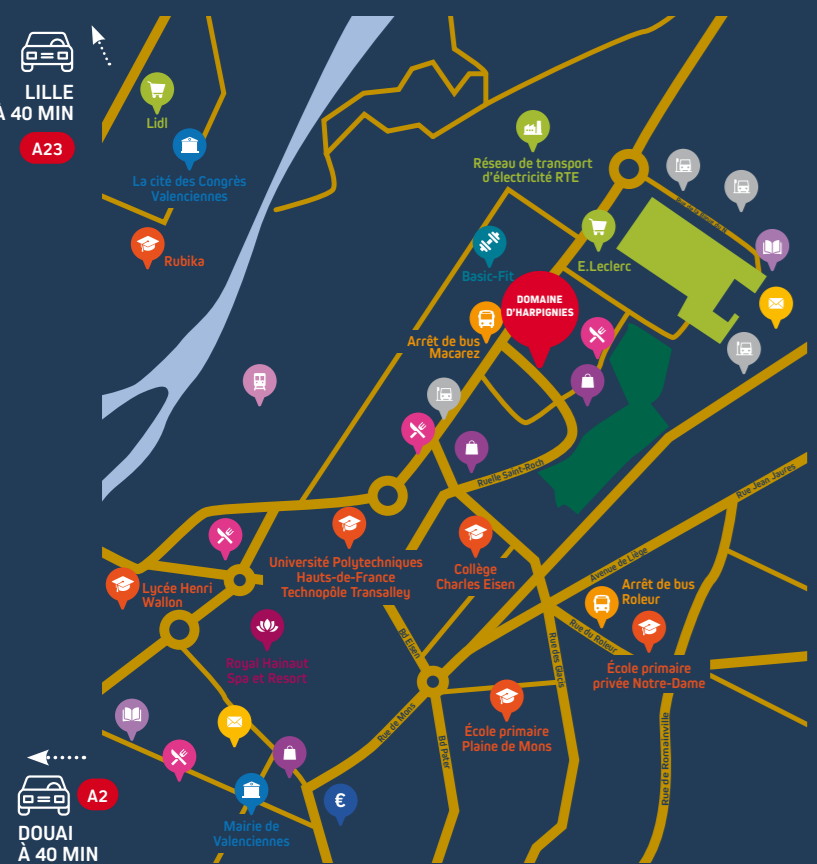 LILLE
À 40 MIN
A23
Lidl
La cité des Congrès
Valenciennes
Rubika
Réseau de transport
d'électricité RTE
E.Leclerc
Basic-Fit
DOMAINE
D'HARPIGNIES
Arrêt de bus
Macarez
Ruelle Saint-Roch
Rue Jean Jaures
Université Polytechniques
Hauts-de-France
Technopôle Transalley
Collège
Charles Eisen
Avenue de Liège
Lycée Henri
Wallon
Arrêt de bus
Roleur
Rue du Roleur
Bd Eisen
Rue des Glacis
Royal Hainaut
Spa et Resort
École primaire
privée Notre-Dame
École primaire
Plaine de Mons
Rue de Mons
Bd Pater
Rue de Romainville
€
Mairie de
Valenciennes
A2
DOUAI
À 40 MIN